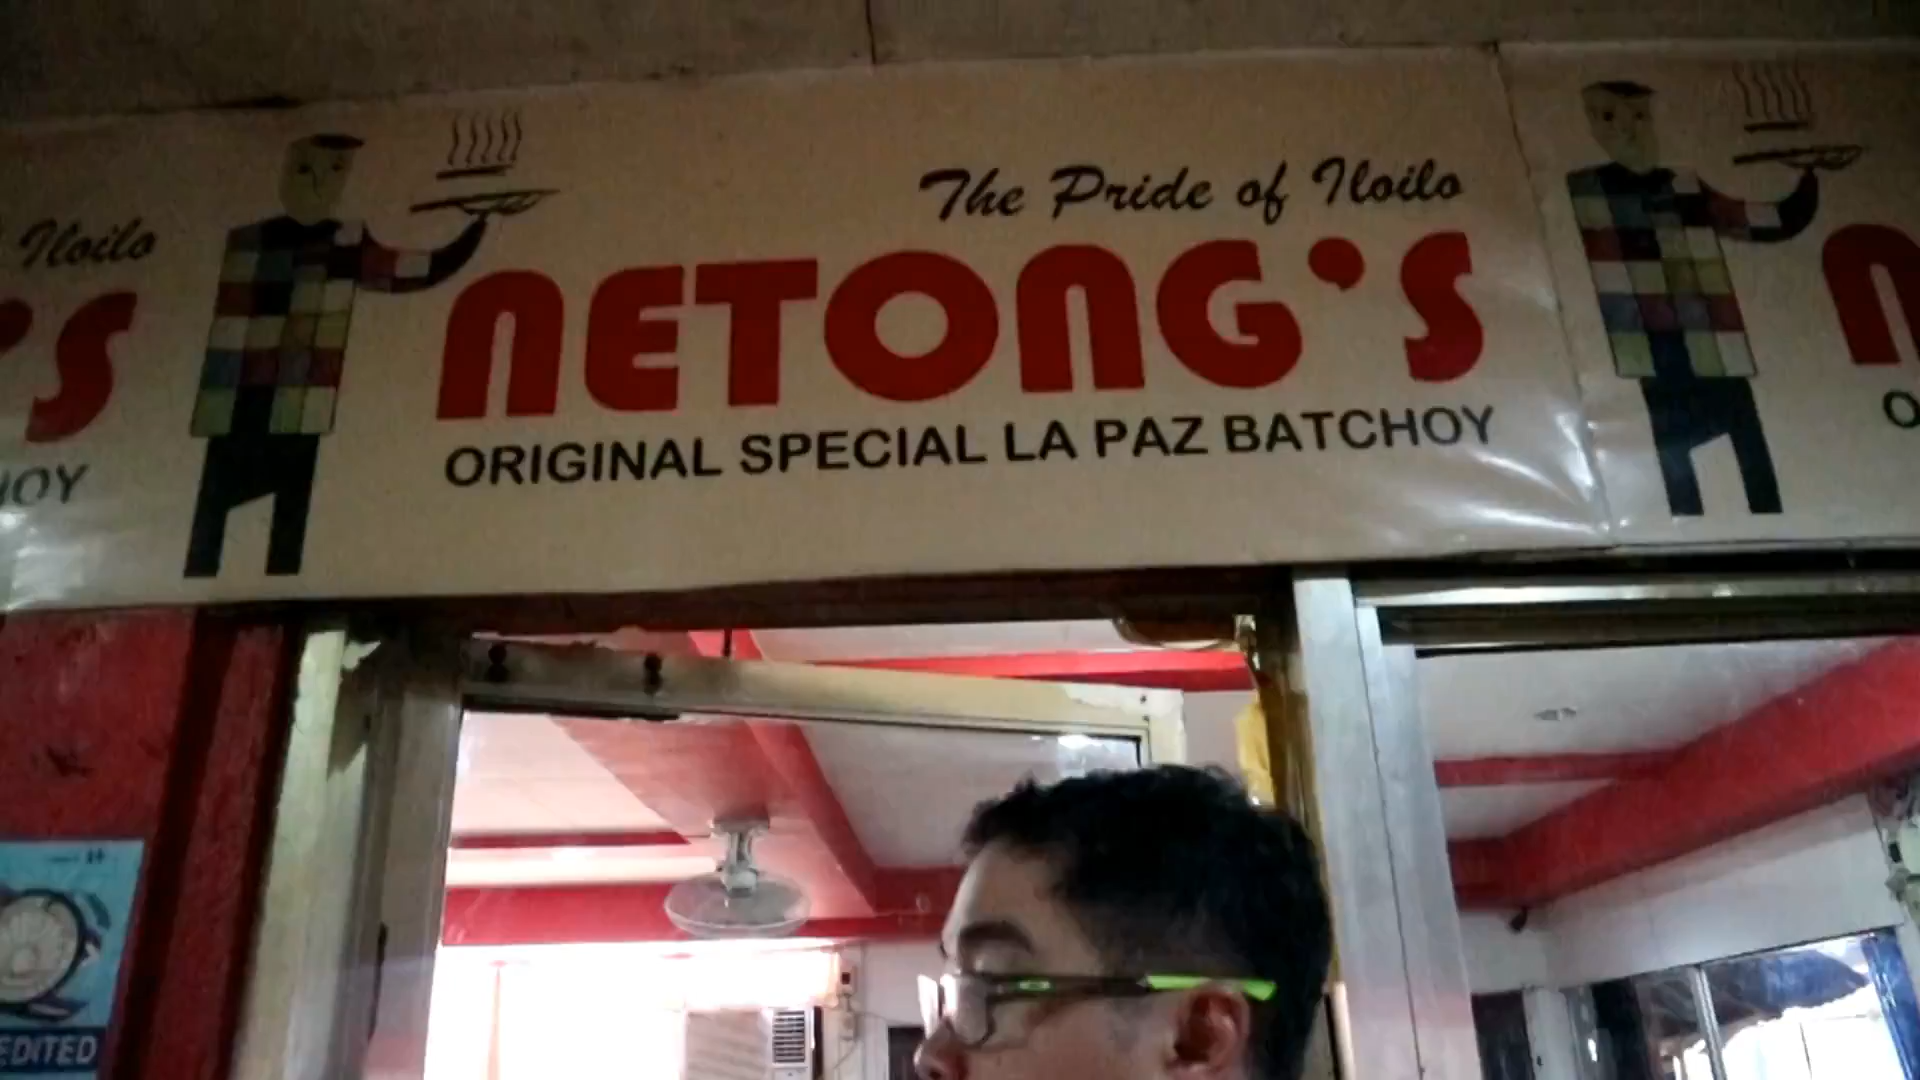 The Pride of Iloilo
NETONG'S
ORIGINAL SPECIAL LA PAZ BATCHOY
Iloilo
'S
HOY
N
O
EDITED